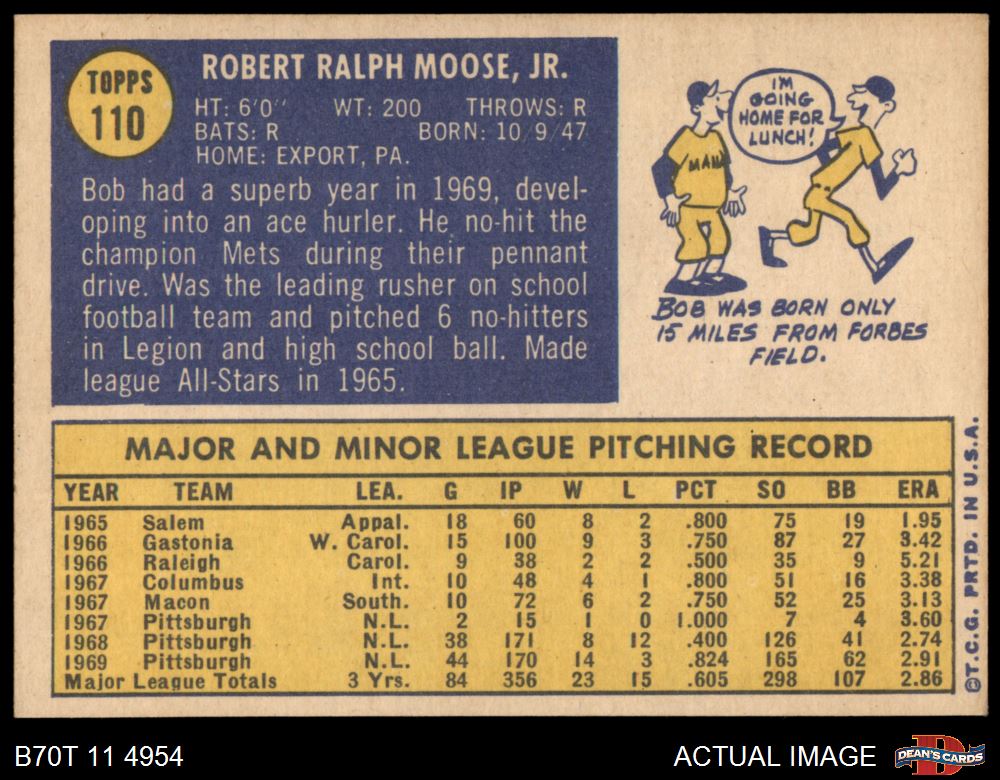 TOPPS
110
ROBERT RALPH MOOSE, JR.
HT: 6'0" WT: 200 THROWS: R
BATS: R BORN: 10 9 47
HOME: EXPORT, PA.
Bob had a superb year in 1969, devel-
oping into an ace hurler. He no-hit the
champion Mets during their pennant
drive. Was the leading rusher on school
football team and pitched 6 no-hitters
in Legion and high school ball. Made
league All-Stars in 1965.
I'M
GOING
HOME FOR
LUNCH!
MAN
BOB WAS BORN ONLY
15 MILES FROM FORBES
FIELD.
MAJOR AND MINOR LEAGUE PITCHING RECORD
YEAR TEAM LEA. G IP W L PCT SO BB ERA
1965 Salem Appal. 18 60 8 2 .800 75 19 1.95
1966 Gastonia W. Carol. 15 100 9 3 .750 87 27 3.42
1966 Raleigh Carol. 9 38 2 2 .500 35 9 5.21
1967 Columbus Int. 10 48 4 1 .800 51 16 3.38
1967 Macon South. 10 72 6 2 .750 52 25 3.13
1967 Pittsburgh N.L. 2 15 1 0 1.000 7 4 3.60
1968 Pittsburgh N.L. 38 171 8 12 .400 126 41 2.74
1969 Pittsburgh N.L. 44 170 14 3 .824 165 62 2.91
Major League Totals 3 Yrs. 84 356 23 15 .605 298 107 2.86
©T.C.G. PRTD. IN U.S.A.
B70T 11 4954
ACTUAL IMAGE
D
DEAN'S CARDS